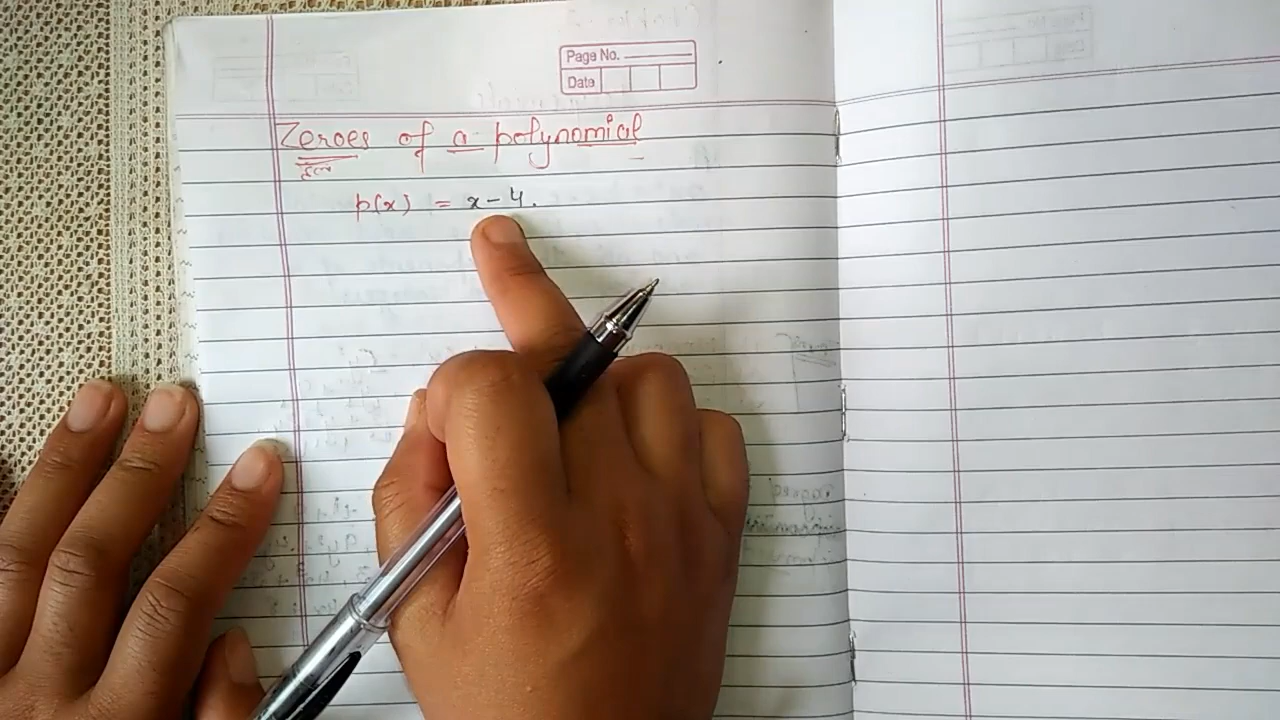 Page No.
Date
Zeroes of a polynomial
p(x) = x - 4.